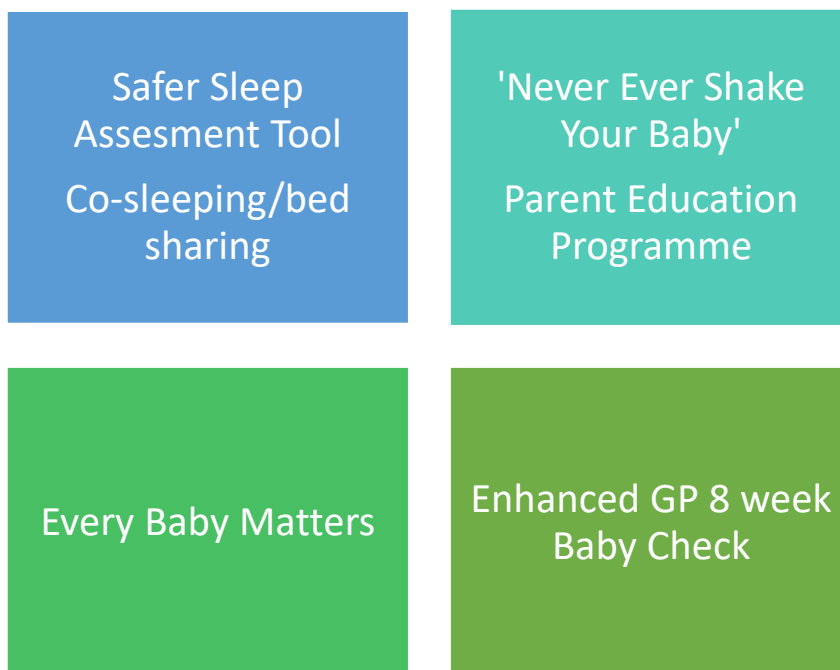 Safer Sleep
Assesment Tool
Co-sleeping/bed
sharing
'Never Ever Shake
Your Baby'
Parent Education
Programme
Every Baby Matters
Enhanced GP 8 week
Baby Check